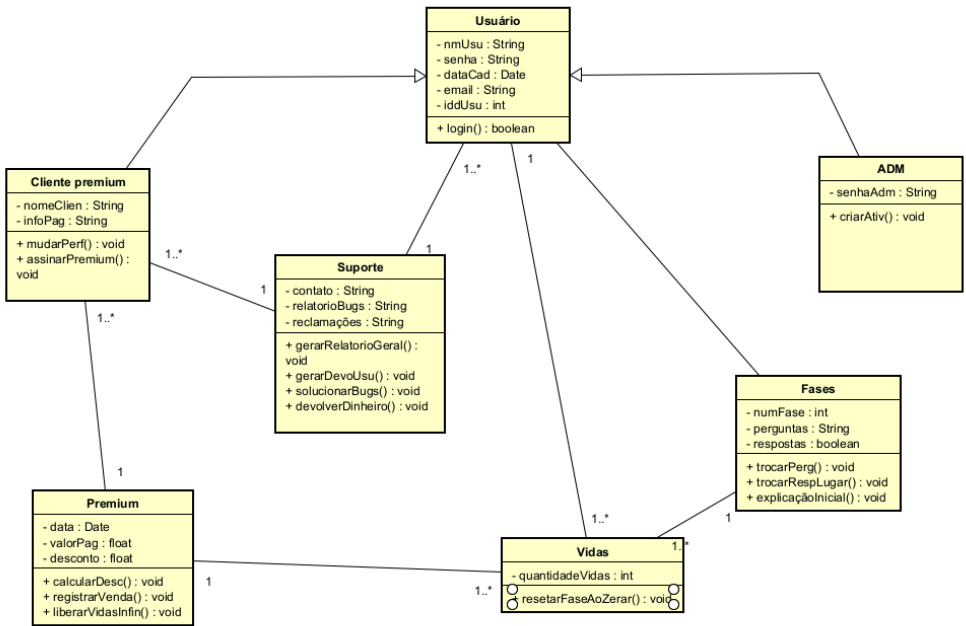 Usuário
- nmUsu : String
- senha : String
- dataCad : Date
- email : String
- iddUsu : int
+ login() : boolean
1..*
1
ADM
- senhaAdm : String
+ criarAtiv() : void
Cliente premium
- nomeClien : String
- infoPag : String
+ mudarPerf() : void
+ assinarPremium() :
void
1..*
1
1..*
1
Suporte
- contato : String
- relatorioBugs : String
- reclamações : String
+ gerarRelatorioGeral() :
void
+ gerarDevoUsu() : void
+ solucionarBugs() : void
+ devolverDinheiro() : void
Fases
- numFase : int
- perguntas : String
- respostas : boolean
+ trocarPerg() : void
+ trocarRespLugar() : void
+ explicaçãoInicial() : void
1
1
Premium
- data : Date
- valorPag : float
- desconto : float
+ calcularDesc() : void
+ registrarVenda() : void
+ liberarVidasInfin() : void
1
1..*
1..*
1..*
Vidas
- quantidadeVidas : int
+ resetarFaseAoZerar() : void